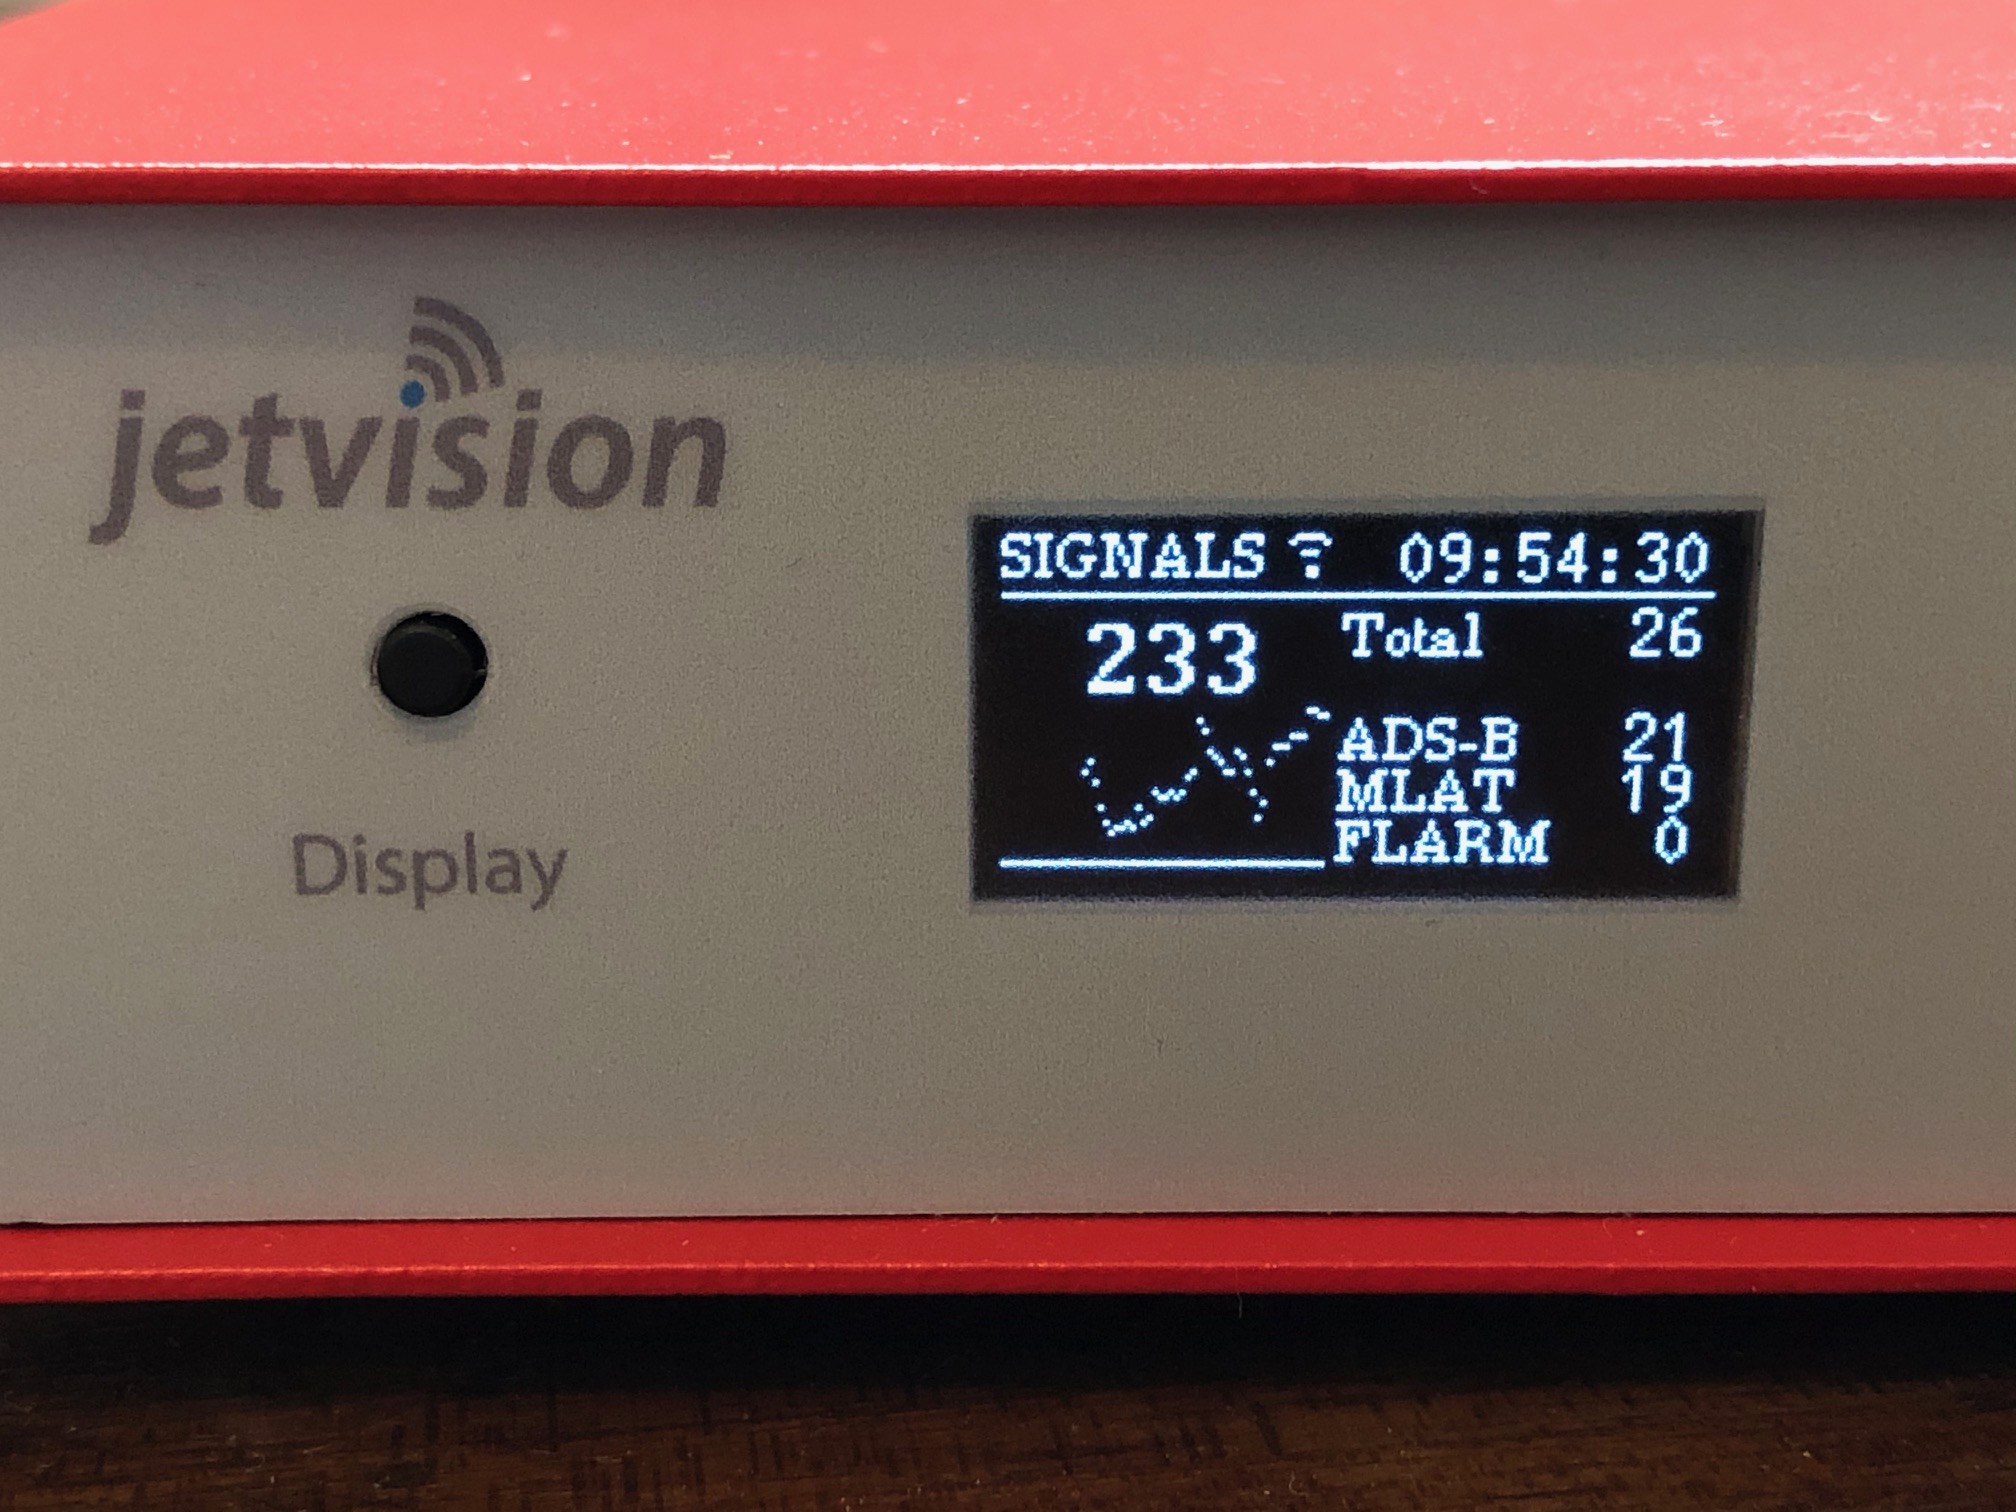 jetvision
Display
SIGNALS 09:54:30
233 Total 26
ADS-B 21
MLAT 19
FLARM 0